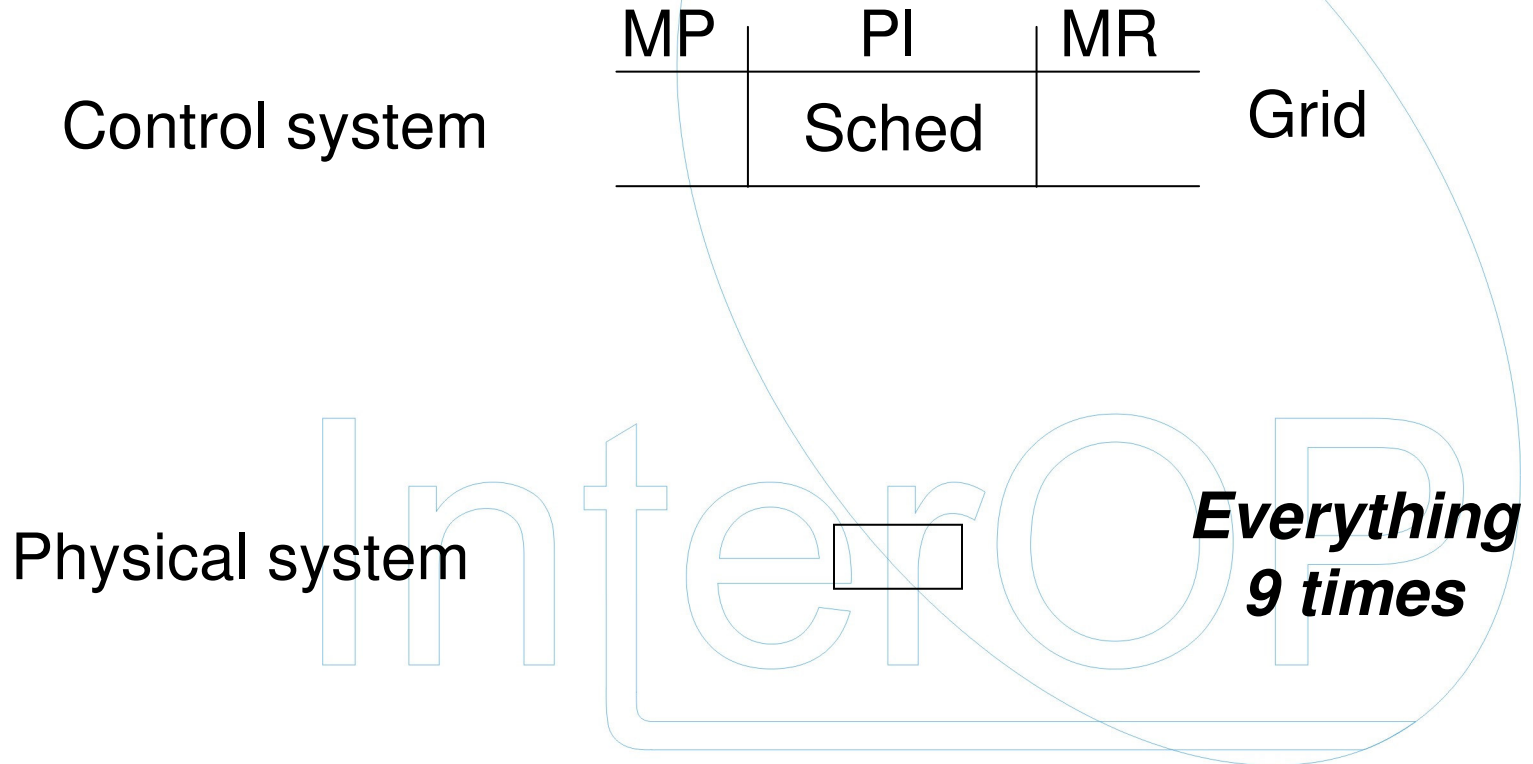 MP PI MR
Control system Sched Grid
InterOP
Physical system
Everything
9 times